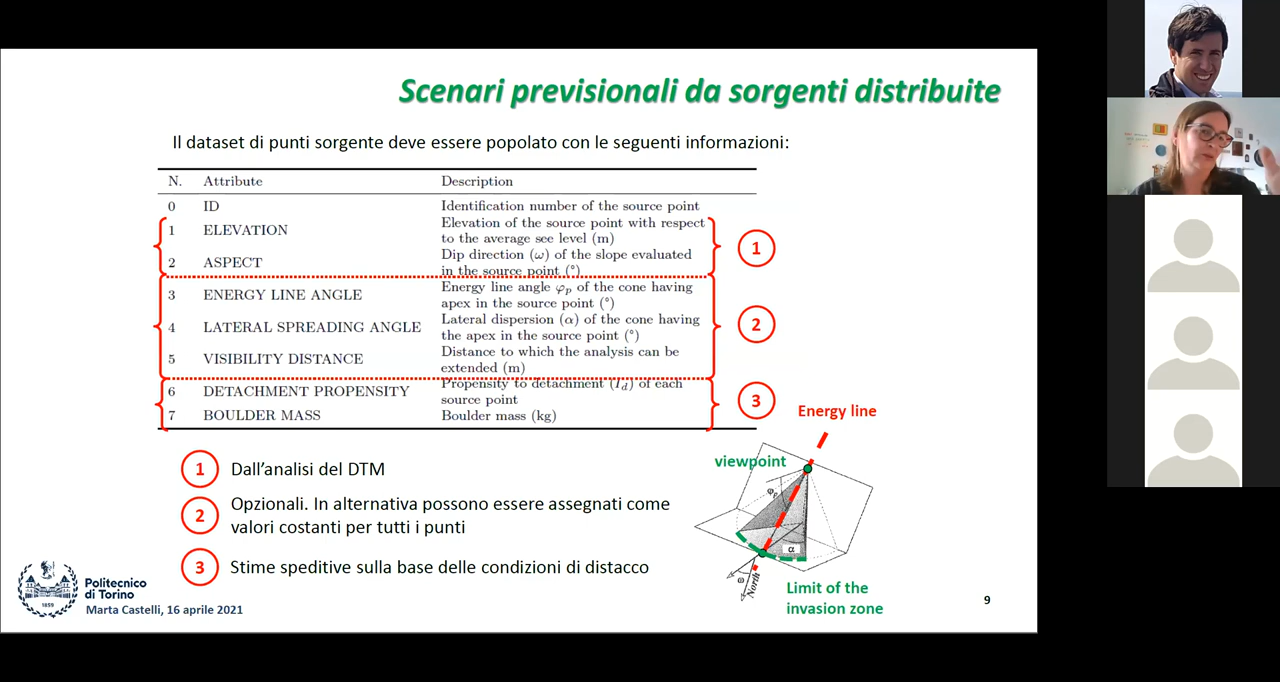 Scenari previsionali da sorgenti distribuite
Il dataset di punti sorgente deve essere popolato con le seguenti informazioni:
N. Attribute Description
0 ID Identification number of the source point
1 ELEVATION Elevation of the source point with respect
to the average see level (m)
2 ASPECT Dip direction (ω) of the slope evaluated
in the source point (°)
3 ENERGY LINE ANGLE Energy line angle φp of the cone having
apex in the source point (°)
4 LATERAL SPREADING ANGLE Lateral dispersion (α) of the cone having
the apex in the source point (°)
5 VISIBILITY DISTANCE Distance to which the analysis can be
extended (m)
6 DETACHMENT PROPENSITY Propensity to detachment (Id) of each
source point
7 BOULDER MASS Boulder mass (kg)
1
2
3
1 Dall'analisi del DTM
2 Opzionali. In alternativa possono essere assegnati come
valori costanti per tutti i punti
3 Stime speditive sulla base delle condizioni di distacco
Energy line
viewpoint
φp
α
ω
North
Limit of the
invasion zone
Politecnico
di Torino
1859
Marta Castelli, 16 aprile 2021
9